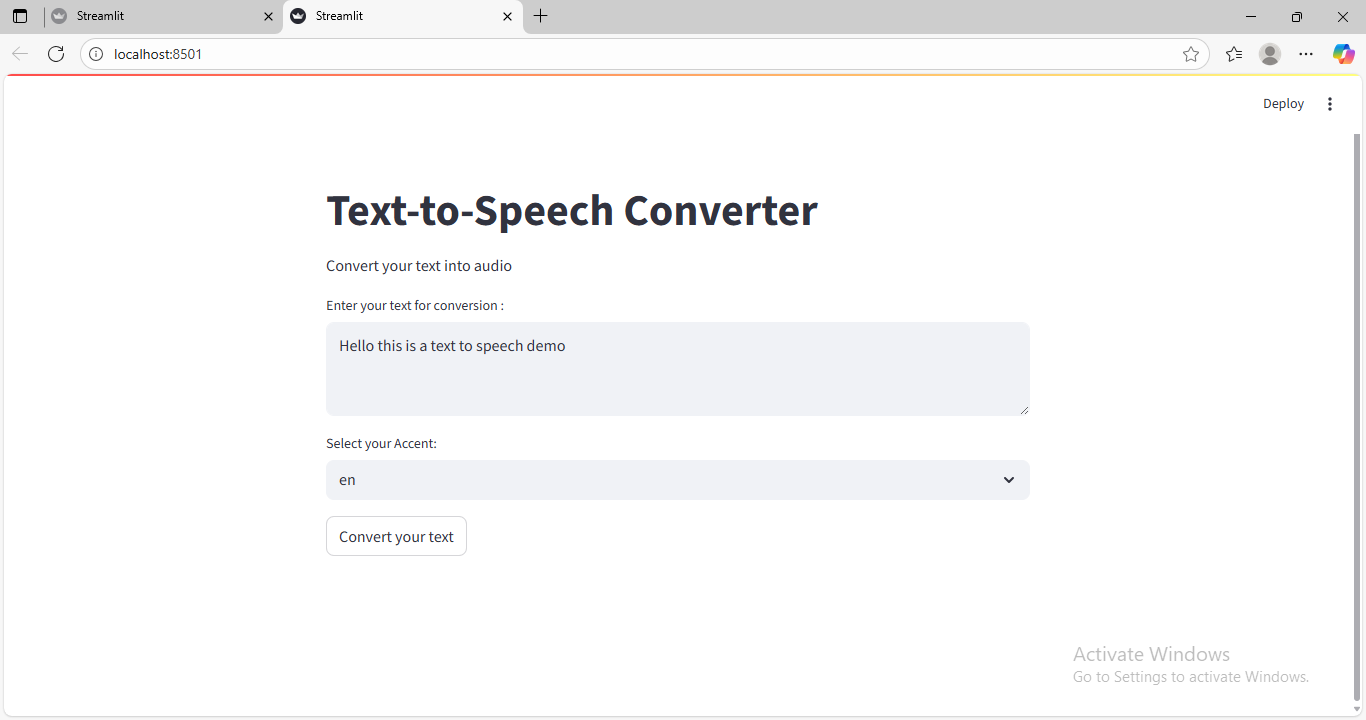 Streamlit
Streamlit
localhost:8501
Deploy
Text-to-Speech Converter
Convert your text into audio
Enter your text for conversion :
Hello this is a text to speech demo
Select your Accent:
en
Convert your text
Activate Windows
Go to Settings to activate Windows.